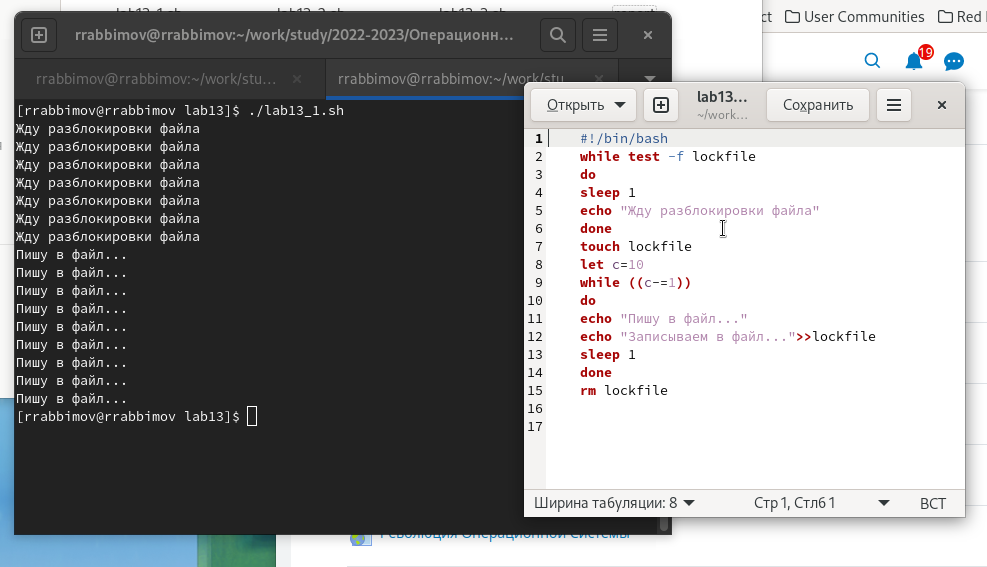 rrabbimov@rrabbimov:~/work/study/2022-2023/Операционн...
rrabbimov@rrabbimov:~/work/stu...
rrabbimov@rrabbimov:~/work/stu
[rrabbimov@rrabbimov lab13]$ ./lab13_1.sh
Жду разблокировки файла
Жду разблокировки файла
Жду разблокировки файла
Жду разблокировки файла
Жду разблокировки файла
Жду разблокировки файла
Жду разблокировки файла
Пишу в файл...
Пишу в файл...
Пишу в файл...
Пишу в файл...
Пишу в файл...
Пишу в файл...
Пишу в файл...
Пишу в файл...
Пишу в файл...
[rrabbimov@rrabbimov lab13]$
User Communities
Red
19
Открыть
lab13...
~/work...
Сохранить
1 #!/bin/bash
2 while test -f lockfile
3 do
4 sleep 1
5 echo "Жду разблокировки файла"
6 done
7 touch lockfile
8 let c=10
9 while ((c-=1))
10 do
11 echo "Пишу в файл..."
12 echo "Записываем в файл...">>lockfile
13 sleep 1
14 done
15 rm lockfile
16
17
Ширина табуляции: 8
Стр 1, Стлб 1
ВСТ
Революция Операционной Системы